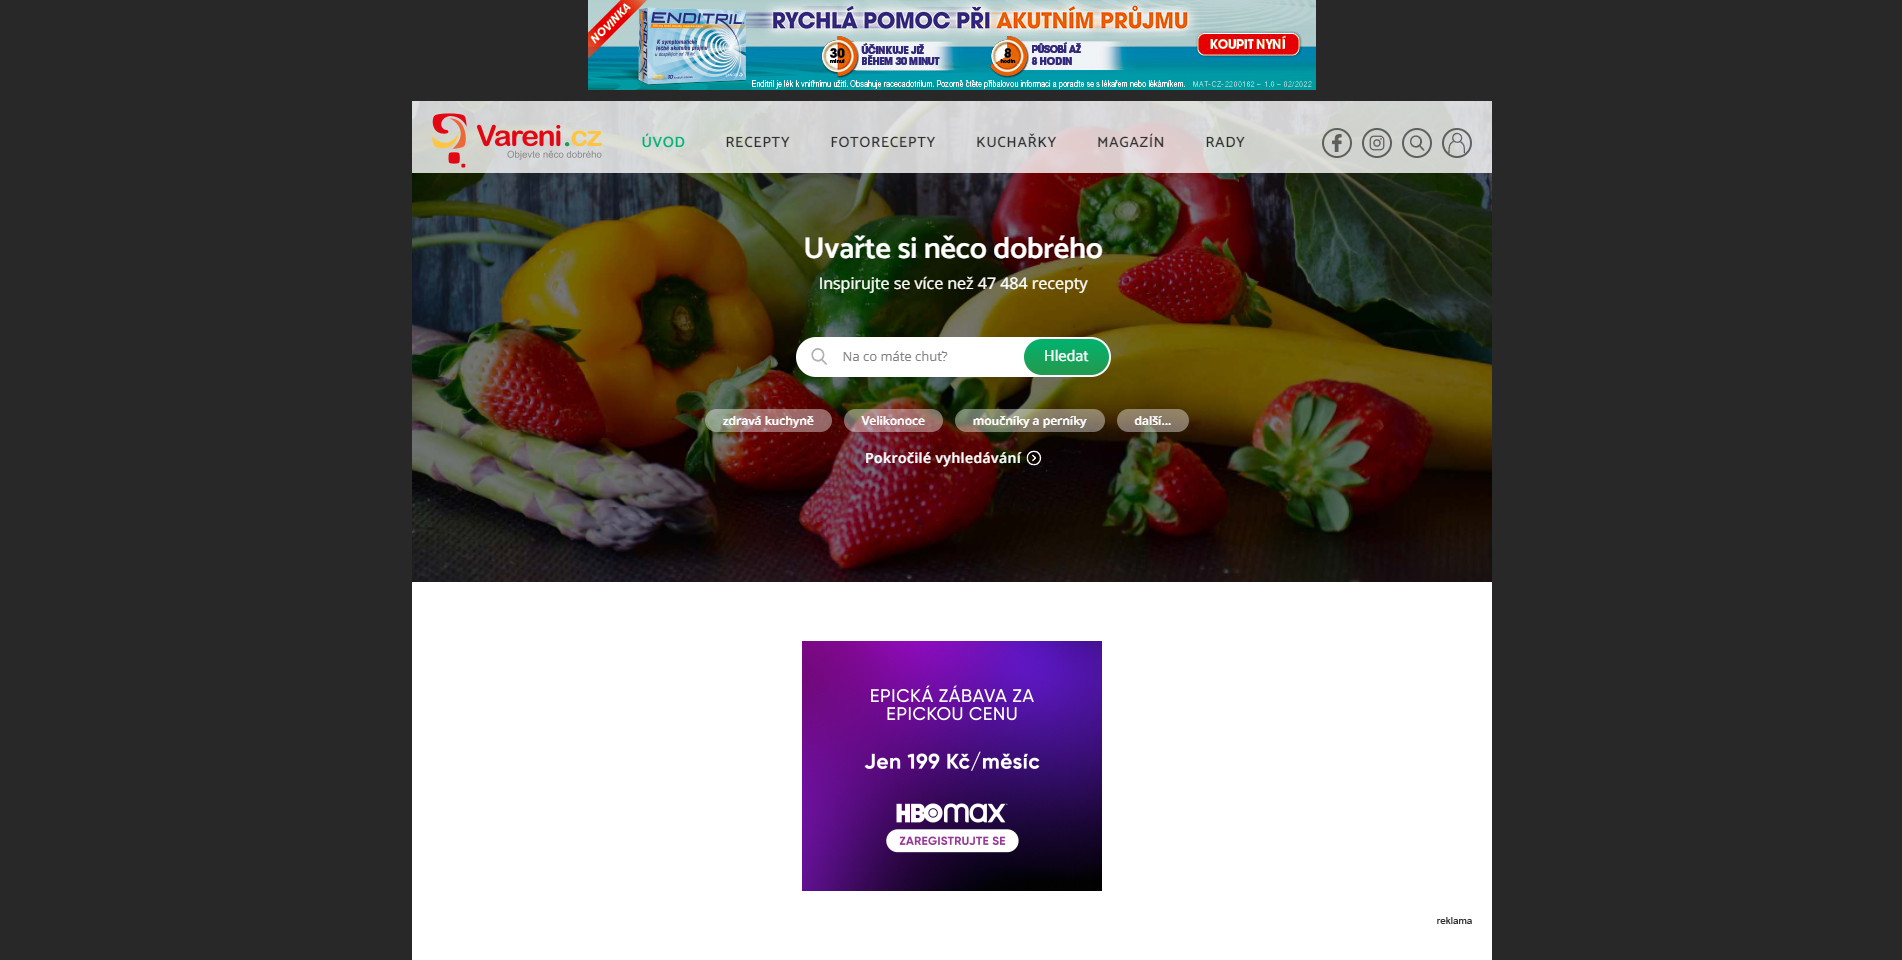 NOVINKA
ENDITRIL
RYCHLÁ POMOC PŘI AKUTNÍM PRŮJMU
30 minut
ÚČINKUJE JIŽ
BĚHEM 30 MINUT
8 hodin
PŮSOBÍ AŽ
8 HODIN
KOUPIT NYNÍ
Enditril je lék k vnitřnímu užití. Obsahuje racecadotrilum. Pozorně čtěte příbalovou informaci a poraďte se s lékařem nebo lékárníkem. MAT-CZ-2200162 – 1.0 – 02/2022
Vareni.cz
Objevte něco dobrého
ÚVOD RECEPTY FOTORECEPTY KUCHAŘKY MAGAZÍN RADY
Uvařte si něco dobrého
Inspirujte se více než 47 484 recepty
Na co máte chuť? Hledat
zdravá kuchyně Velikonoce moučníky a perníky další...
Pokročilé vyhledávání
EPICKÁ ZÁBAVA ZA
EPICKOU CENU
Jen 199 Kč/měsíc
HBOmax
ZAREGISTRUJTE SE
reklama